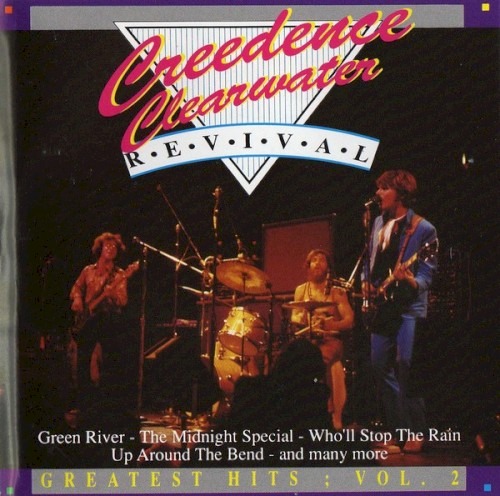 Creedence
Clearwater
R•E•V•I•V•A•L
Green River - The Midnight Special - Who'll Stop The Rain
Up Around The Bend - and many more
GREATEST HITS ; VOL. 2